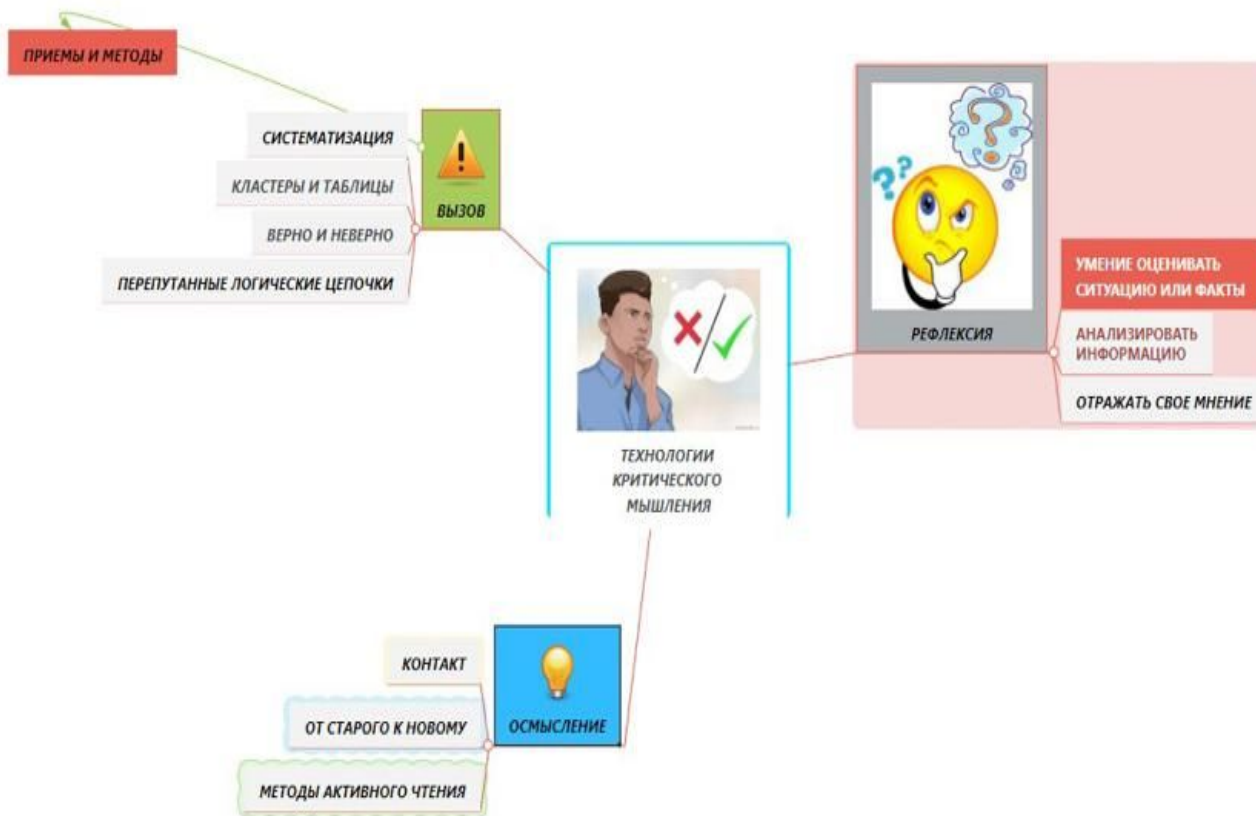 ПРИЕМЫ И МЕТОДЫ
СИСТЕМАТИЗАЦИЯ
КЛАСТЕРЫ И ТАБЛИЦЫ
ВЕРНО И НЕВЕРНО
ПЕРЕПУТАННЫЕ ЛОГИЧЕСКИЕ ЦЕПОЧКИ
ВЫЗОВ
ТЕХНОЛОГИИ
КРИТИЧЕСКОГО
МЫШЛЕНИЯ
РЕФЛЕКСИЯ
УМЕНИЕ ОЦЕНИВАТЬ
СИТУАЦИЮ ИЛИ ФАКТЫ
АНАЛИЗИРОВАТЬ
ИНФОРМАЦИЮ
ОТРАЖАТЬ СВОЕ МНЕНИЕ
КОНТАКТ
ОТ СТАРОГО К НОВОМУ
МЕТОДЫ АКТИВНОГО ЧТЕНИЯ
ОСМЫСЛЕНИЕ